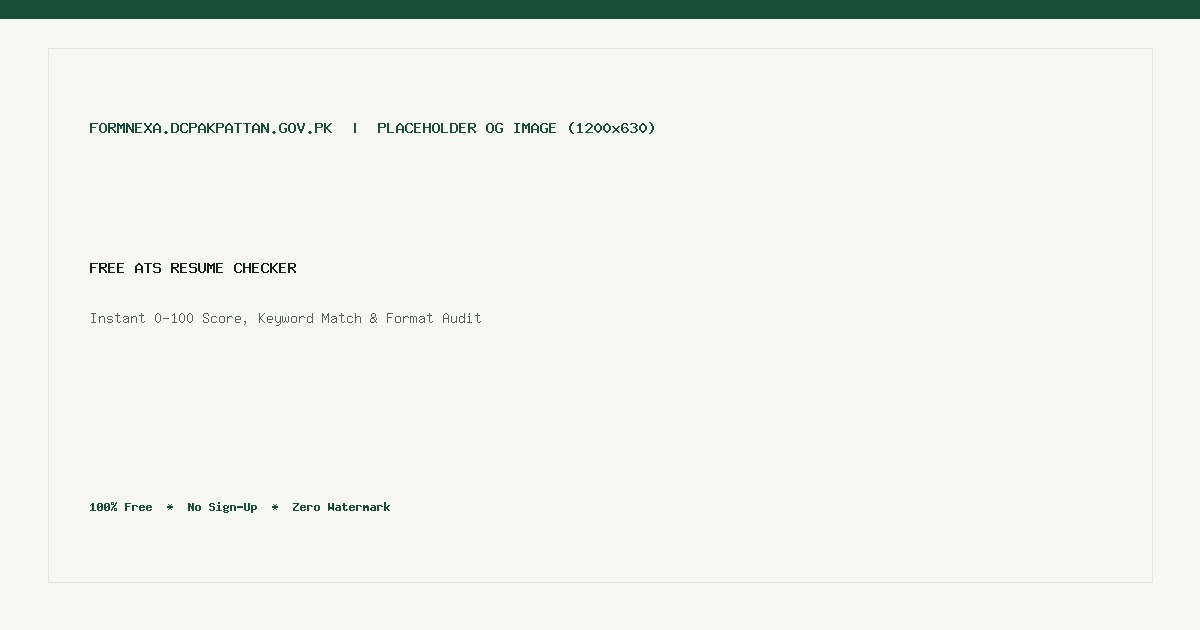 FORMNEXA.DCPAKPATTAN.GOV.PK | PLACEHOLDER OG IMAGE (1200x630)
FREE ATS RESUME CHECKER
Instant 0-100 Score, Keyword Match & Format Audit
100% Free * No Sign-Up * Zero Watermark